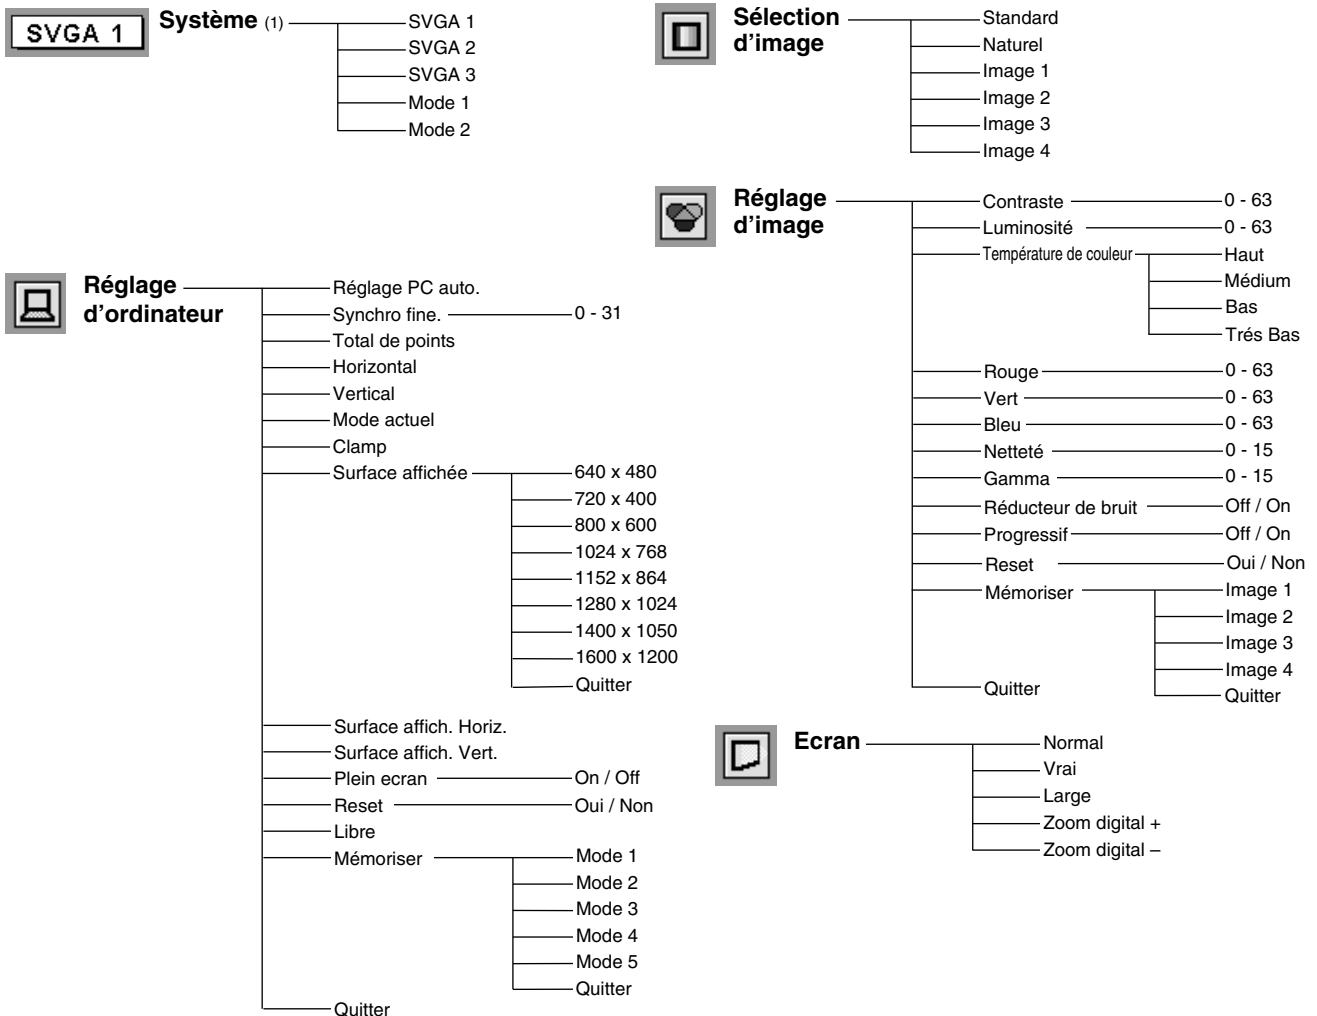 SVGA 1
Système (1)
SVGA 1
SVGA 2
SVGA 3
Mode 1
Mode 2
Réglage
d'ordinateur
Réglage PC auto.
Synchro fine.
0 - 31
Total de points
Horizontal
Vertical
Mode actuel
Clamp
Surface affichée
640 x 480
720 x 400
800 x 600
1024 x 768
1152 x 864
1280 x 1024
1400 x 1050
1600 x 1200
Quitter
Surface affich. Horiz.
Surface affich. Vert.
Plein ecran
On / Off
Reset
Oui / Non
Libre
Mémoriser
Mode 1
Mode 2
Mode 3
Mode 4
Mode 5
Quitter
Quitter
Sélection
d'image
Standard
Naturel
Image 1
Image 2
Image 3
Image 4
Réglage
d'image
Contraste
0 - 63
Luminosité
0 - 63
Température de couleur
Haut
Médium
Bas
Trés Bas
Rouge
0 - 63
Vert
0 - 63
Bleu
0 - 63
Netteté
0 - 15
Gamma
0 - 15
Réducteur de bruit
Off / On
Progressif
Off / On
Reset
Oui / Non
Mémoriser
Image 1
Image 2
Image 3
Image 4
Quitter
Quitter
Ecran
Normal
Vrai
Large
Zoom digital +
Zoom digital –